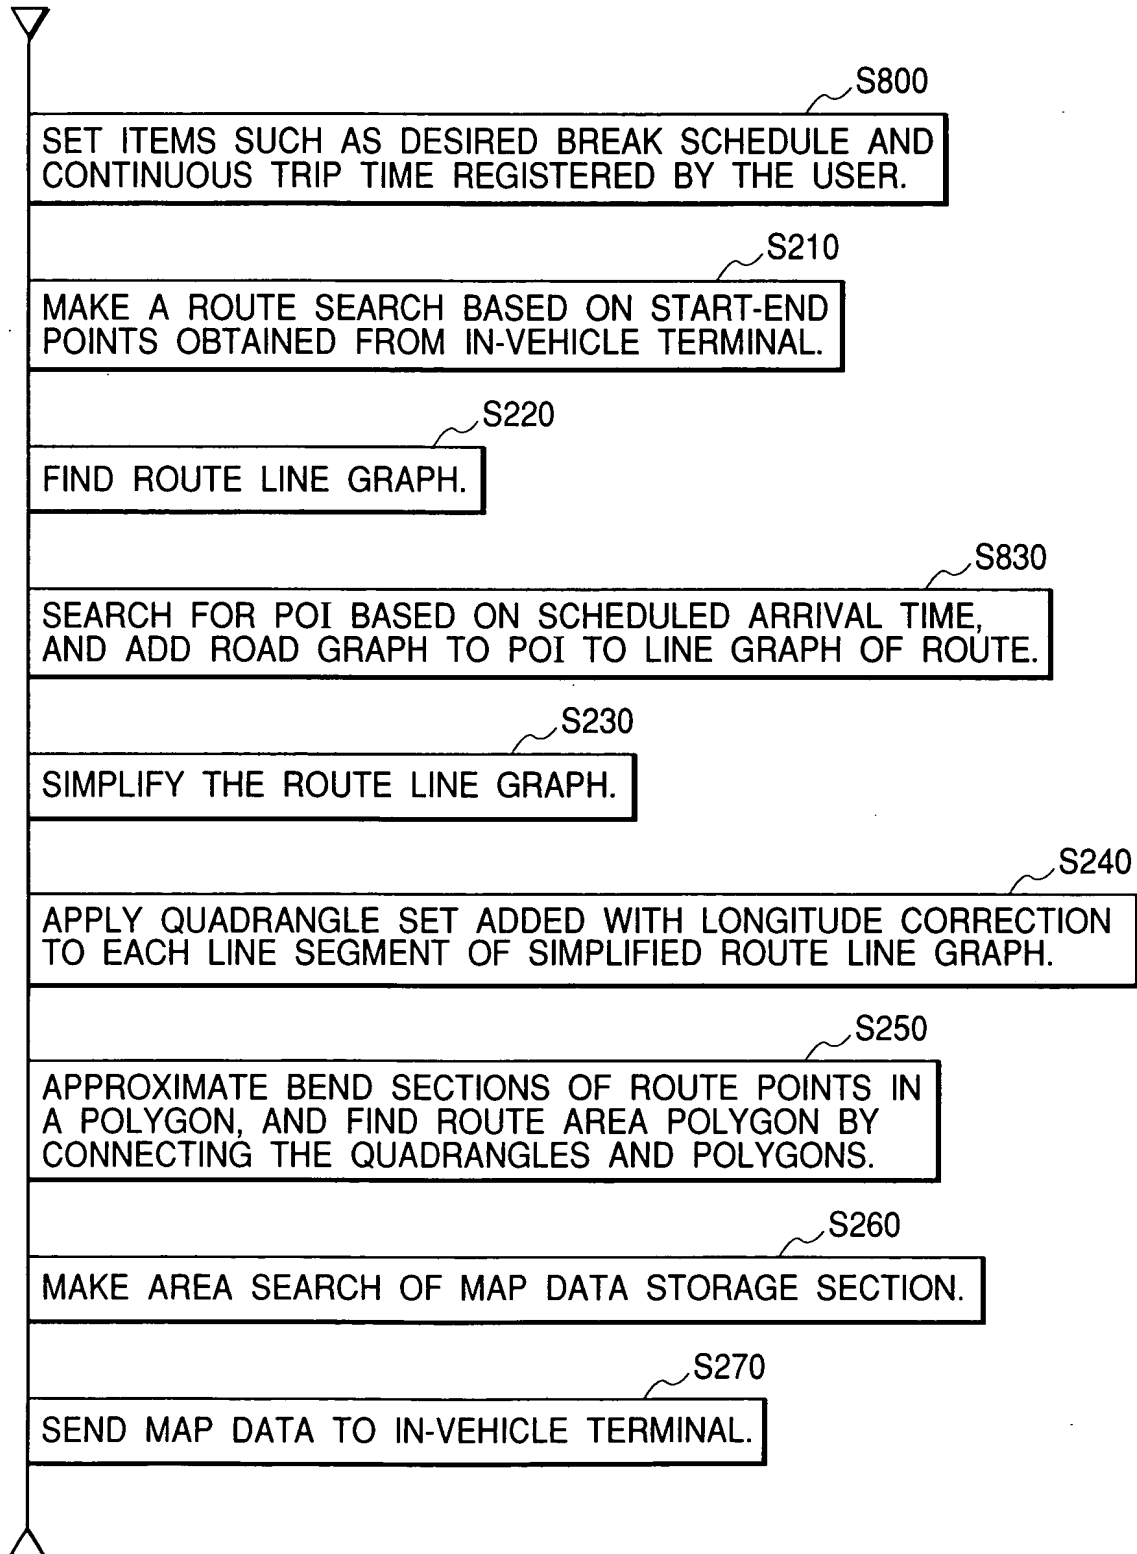 S800
SET ITEMS SUCH AS DESIRED BREAK SCHEDULE AND
CONTINUOUS TRIP TIME REGISTERED BY THE USER.
S210
MAKE A ROUTE SEARCH BASED ON START-END
POINTS OBTAINED FROM IN-VEHICLE TERMINAL.
S220
FIND ROUTE LINE GRAPH.
S830
SEARCH FOR POI BASED ON SCHEDULED ARRIVAL TIME,
AND ADD ROAD GRAPH TO POI TO LINE GRAPH OF ROUTE.
S230
SIMPLIFY THE ROUTE LINE GRAPH.
S240
APPLY QUADRANGLE SET ADDED WITH LONGITUDE CORRECTION
TO EACH LINE SEGMENT OF SIMPLIFIED ROUTE LINE GRAPH.
S250
APPROXIMATE BEND SECTIONS OF ROUTE POINTS IN
A POLYGON, AND FIND ROUTE AREA POLYGON BY
CONNECTING THE QUADRANGLES AND POLYGONS.
S260
MAKE AREA SEARCH OF MAP DATA STORAGE SECTION.
S270
SEND MAP DATA TO IN-VEHICLE TERMINAL.